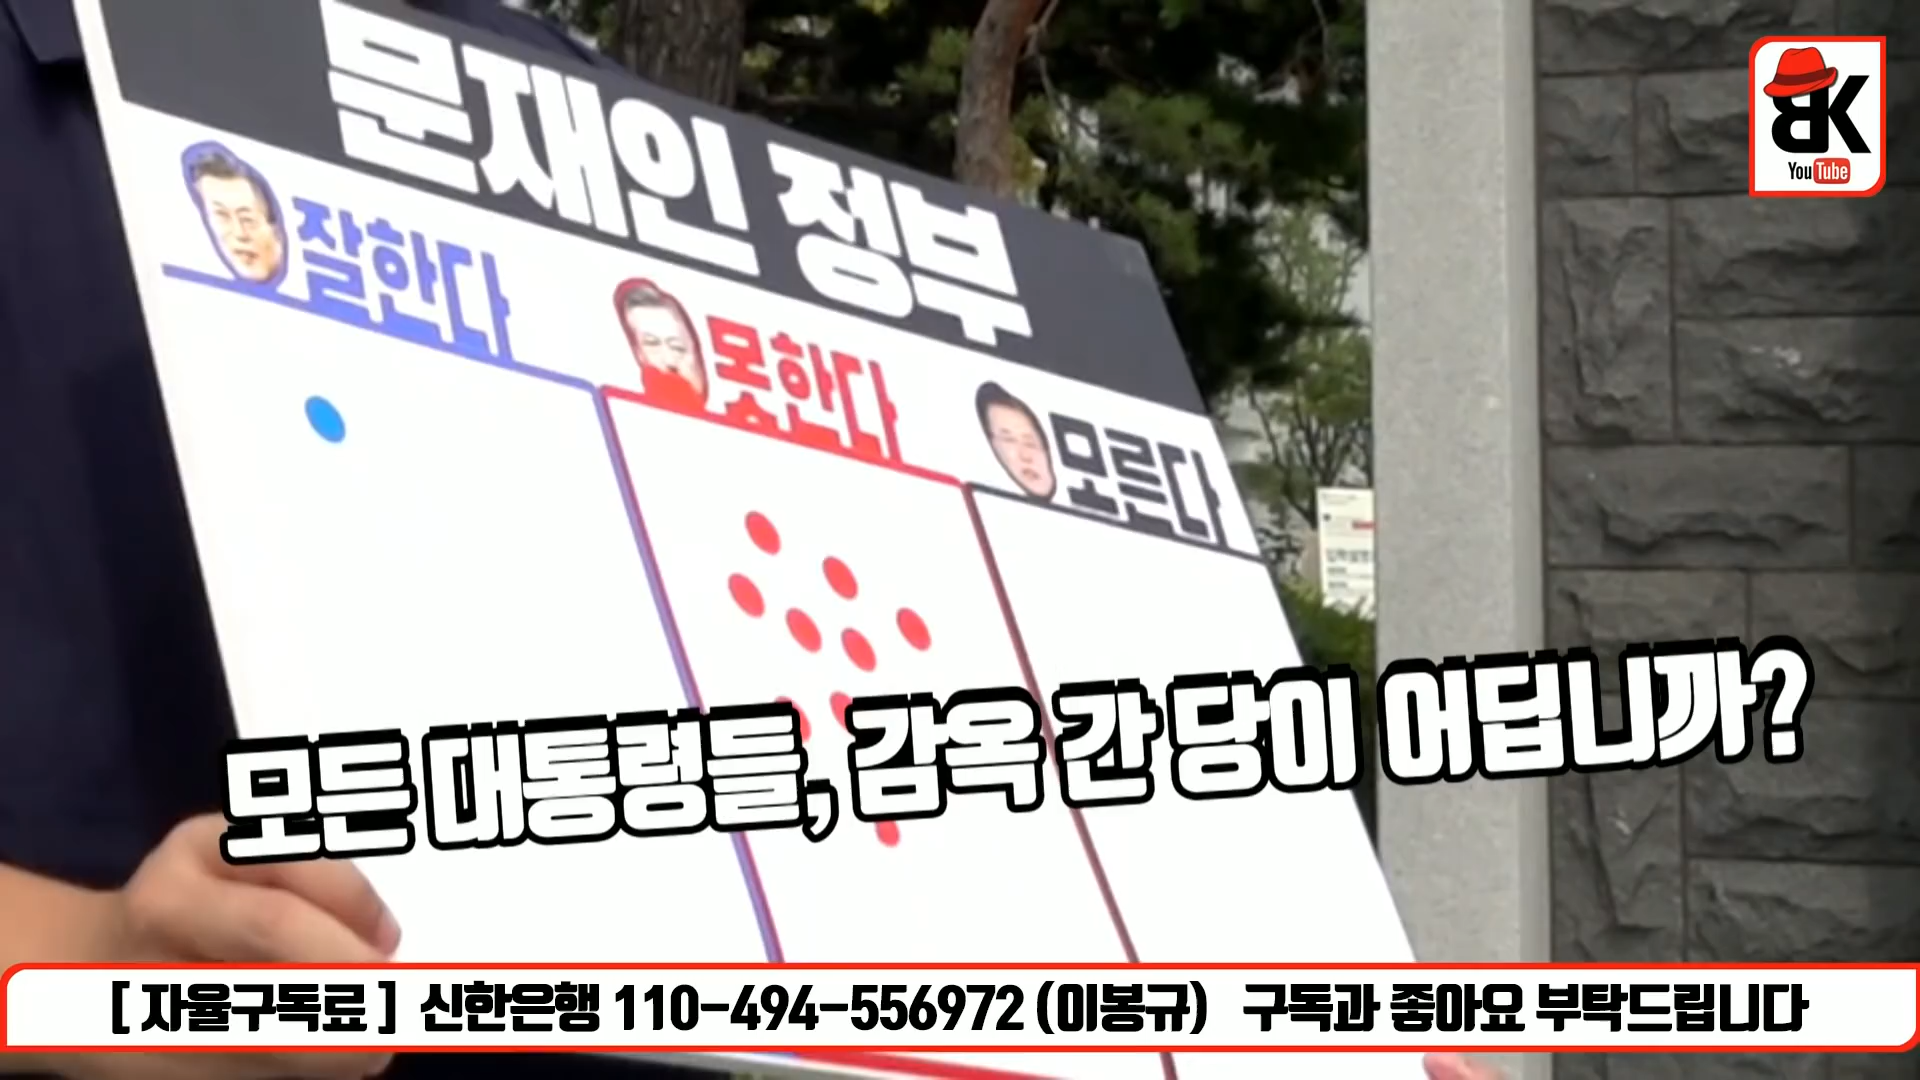 문재인 정부
잘한다
못한다
모르다
BK
YouTube
모든 대통령들, 감옥 간 당이 어딥니까?
[ 자율구독료 ] 신한은행 110-494-556972 (이봉규) 구독과 좋아요 부탁드립니다